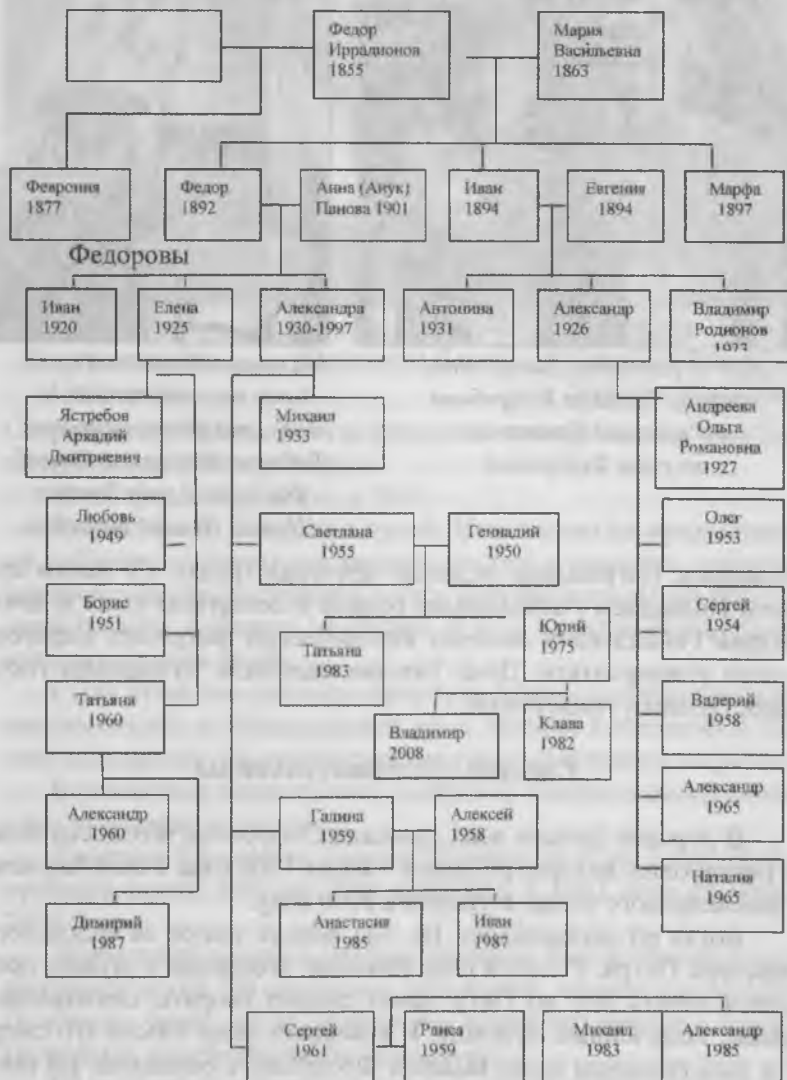 Федор
Ирралионов
1855
Мария
Васильевна
1863
Феврония
1877
Федор
1892
Анна (Анук)
Панова 1901
Иван
1894
Евгения
1894
Марфа
1897
Федоровы
Иван
1920
Елена
1925
Александра
1930-1997
Антонина
1931
Александр
1926
Владимир
Родионов
Ястребов
Аркадий
Дмитриевич
Михаил
1933
Андреева
Ольга
Романовна
1927
Любовь
1949
Светлана
1955
Геннадий
1950
Олег
1953
Борис
1951
Татьяна
1983
Юрий
1975
Сергей
1954
Татьяна
1960
Владимир
2008
Клава
1982
Валерий
1958
Александр
1960
Галина
1959
Алексей
1958
Александр
1965
Димирий
1987
Анастасия
1985
Иван
1987
Наталия
1965
Сергей
1961
Раиса
1959
Михаил
1983
Александр
1985